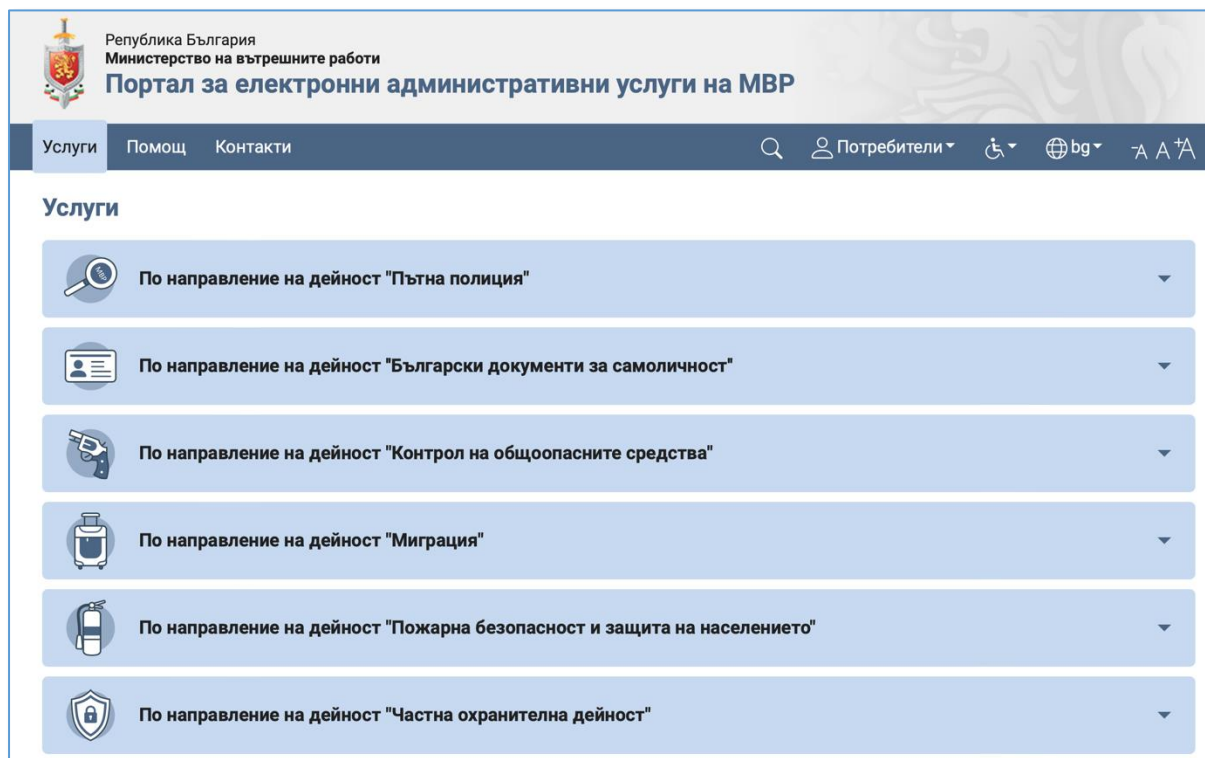 Република България
Министерство на вътрешните работи
Портал за електронни административни услуги на МВР
Услуги Помощ Контакти Потребители bg -A A +A
Услуги
МВР
По направление на дейност "Пътна полиция"
По направление на дейност "Български документи за самоличност"
По направление на дейност "Контрол на общоопасните средства"
По направление на дейност "Миграция"
По направление на дейност "Пожарна безопасност и защита на населението"
По направление на дейност "Частна охранителна дейност"